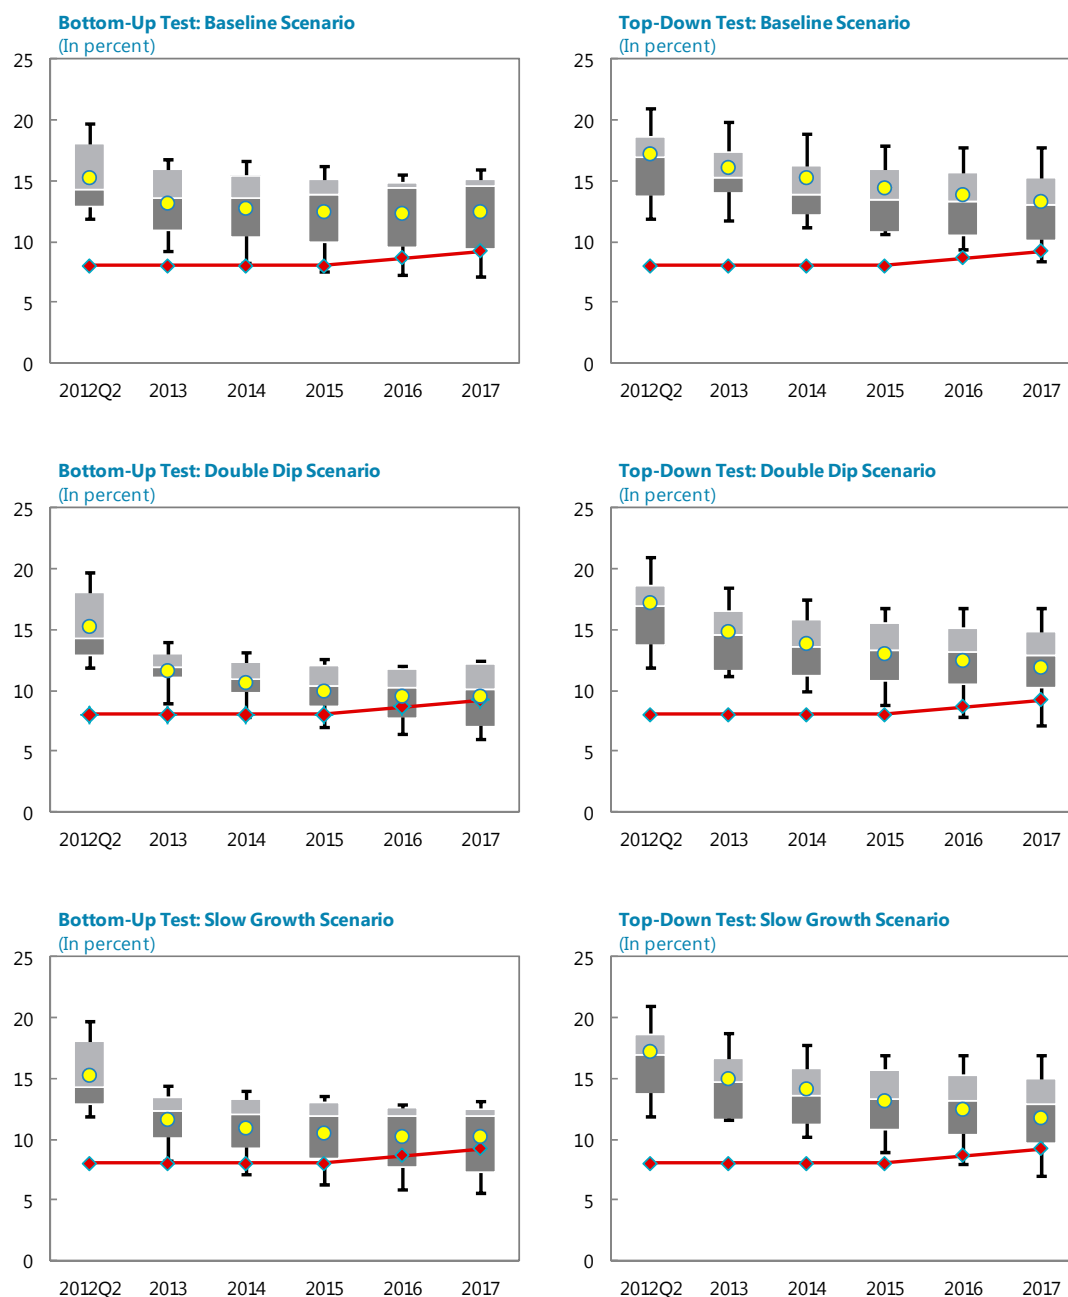 Bottom-Up Test: Baseline Scenario
(In percent)
25
20
15
10
5
0
2012Q2 2013 2014 2015 2016 2017
Top-Down Test: Baseline Scenario
(In percent)
25
20
15
10
5
0
2012Q2 2013 2014 2015 2016 2017
Bottom-Up Test: Double Dip Scenario
(In percent)
25
20
15
10
5
0
2012Q2 2013 2014 2015 2016 2017
Top-Down Test: Double Dip Scenario
(In percent)
25
20
15
10
5
0
2012Q2 2013 2014 2015 2016 2017
Bottom-Up Test: Slow Growth Scenario
(In percent)
25
20
15
10
5
0
2012Q2 2013 2014 2015 2016 2017
Top-Down Test: Slow Growth Scenario
(In percent)
25
20
15
10
5
0
2012Q2 2013 2014 2015 2016 2017